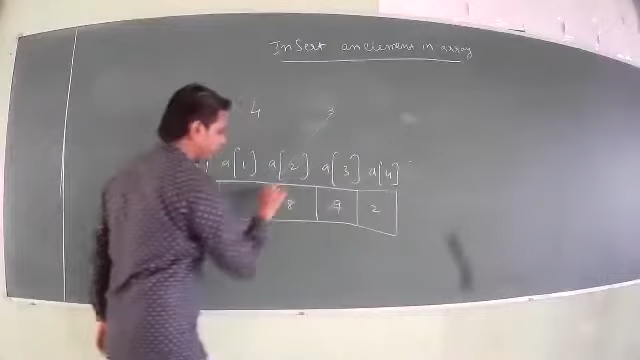 Insert an element in array
4 3
a[1] a[2] a[3] a[4]
8 9 2